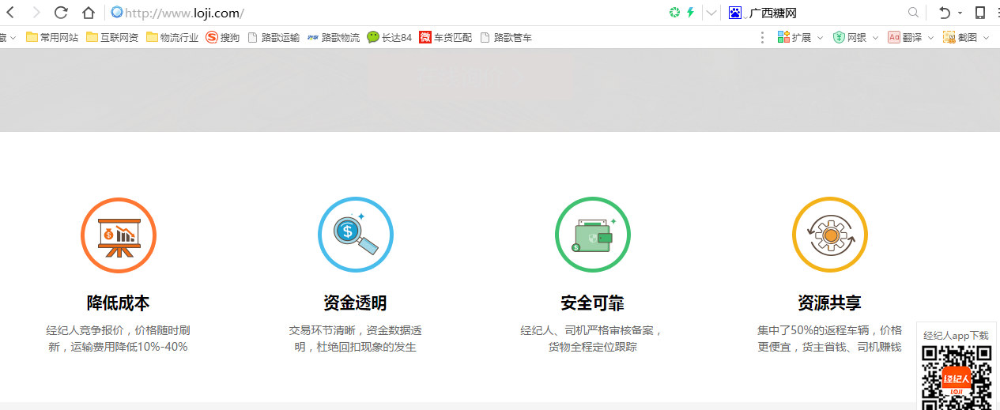 http://www.loji.com/
广西糖网
藏
常用网站
互联网资
物流行业
搜狗
路歌运输
路歌物流
长达84
微 车货匹配
路歌管车
扩展
网银
Aa 翻译
截图
降低成本
经纪人竞争报价，价格随时刷
新，运输费用降低10%-40%
资金透明
交易环节清晰，资金数据透
明，杜绝回扣现象的发生
安全可靠
经纪人、司机严格审核备案，
货物全程定位跟踪
资源共享
集中了50%的返程车辆，价格
更便宜，货主省钱、司机赚钱
经纪人app下载
经纪人
LOJI